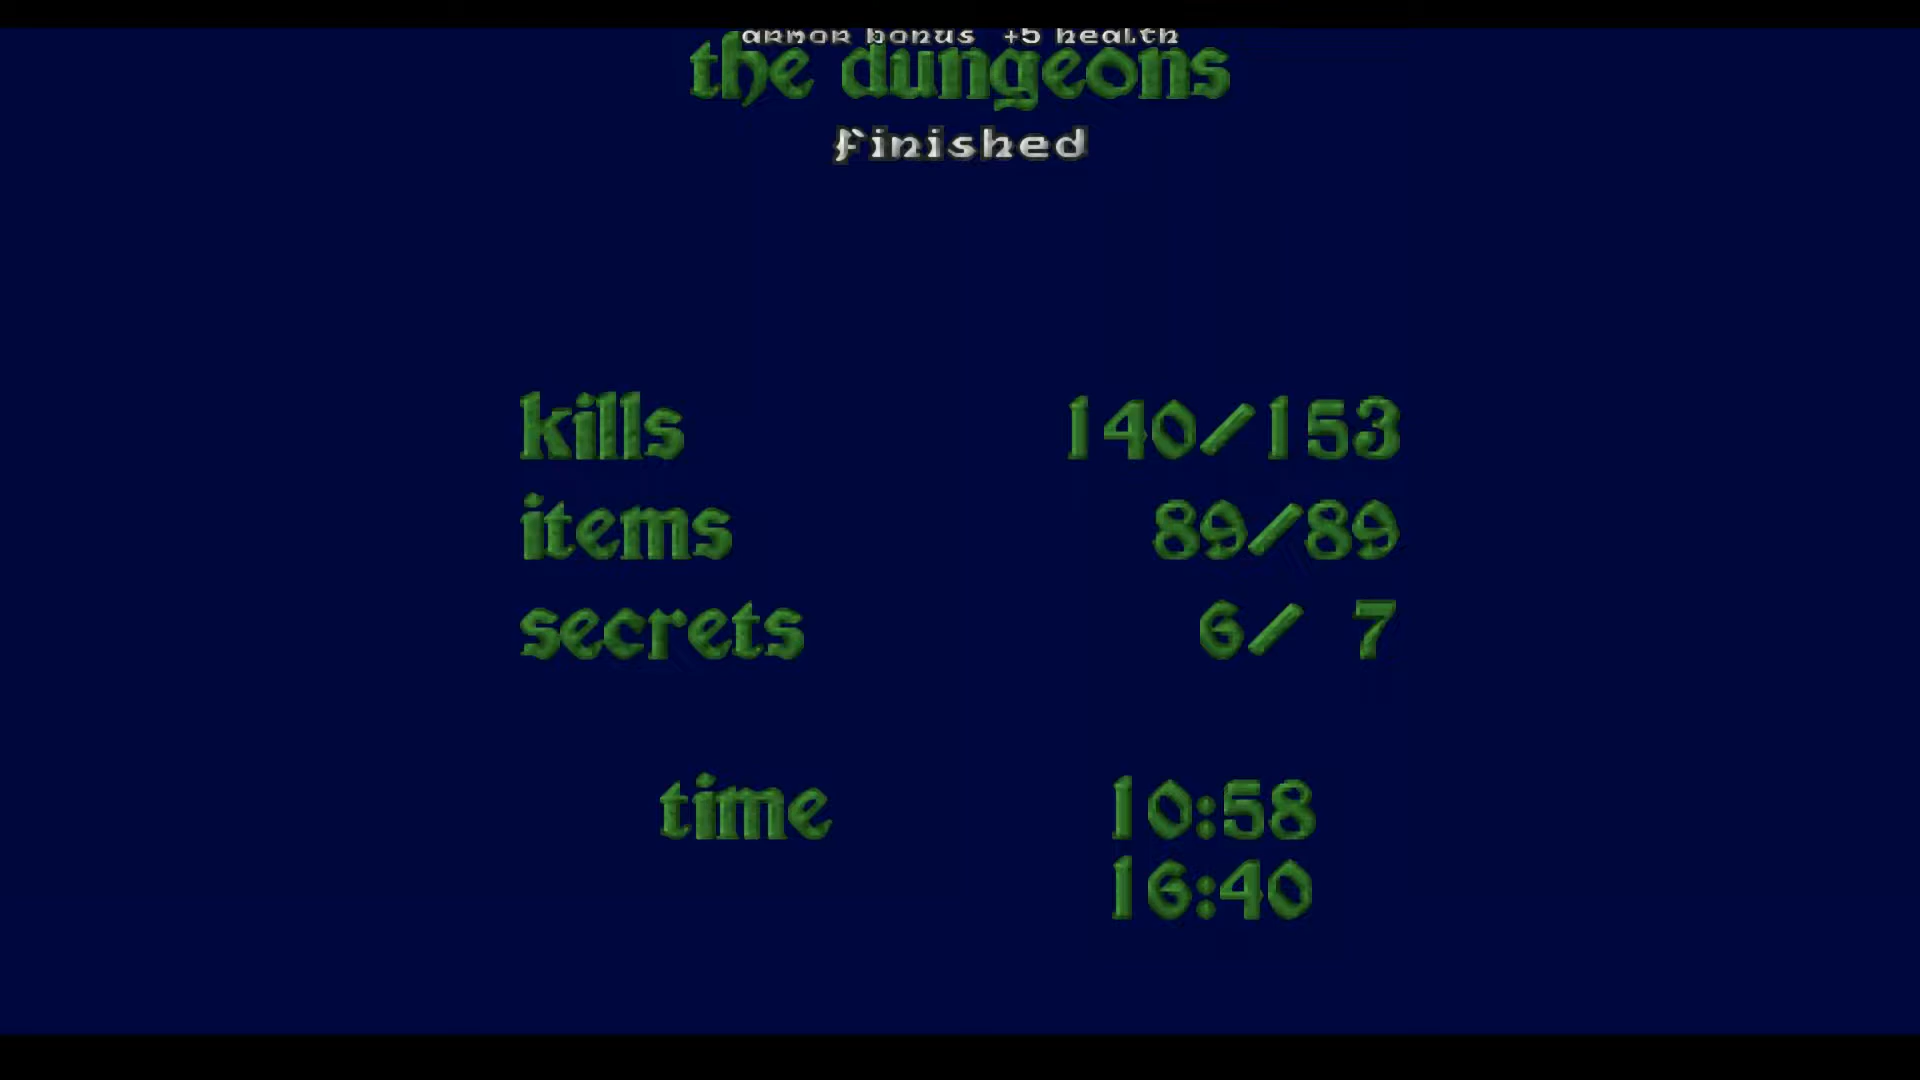 armor bonus +5 health
the dungeons
finished
kills 140/153
items 89/89
secrets 6/ 7
time 10:58
16:40